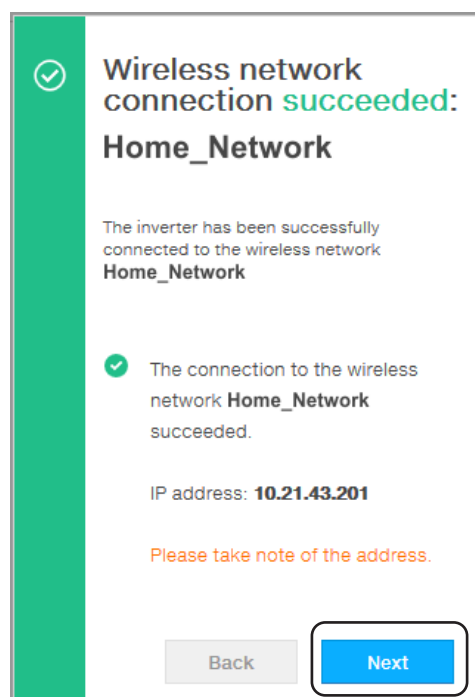 Wireless network
connection succeeded:
Home_Network
The inverter has been successfully
connected to the wireless network
Home_Network
The connection to the wireless
network Home_Network
succeeded.
IP address: 10.21.43.201
Please take note of the address.
Back
Next